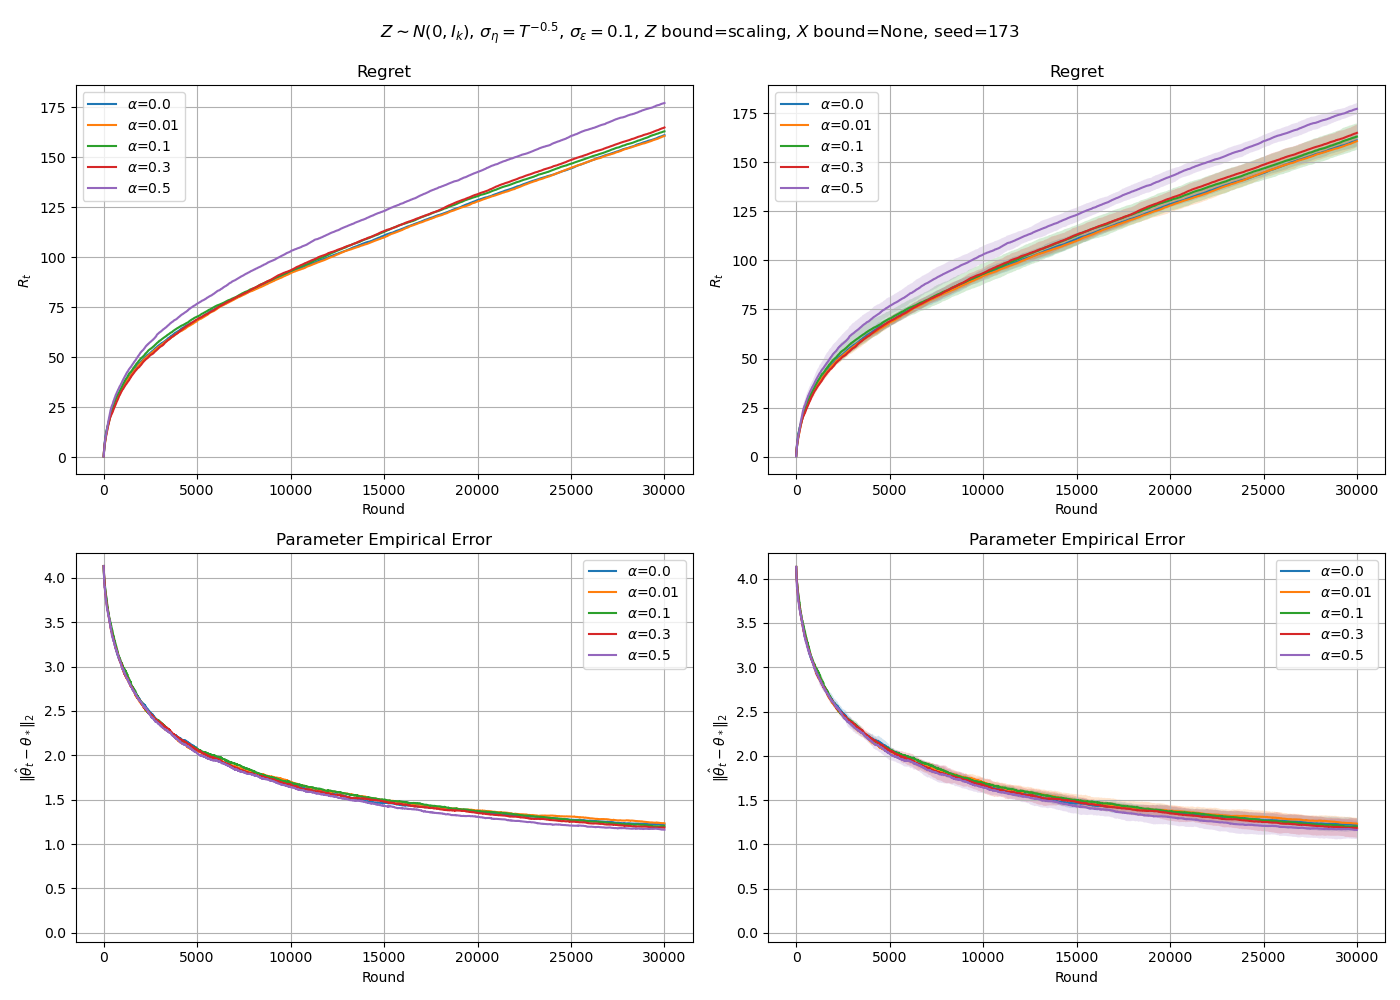 Z ∼ N(0, I_k), σ_η = T^{−0.5}, σ_ε = 0.1, Z bound=scaling, X bound=None, seed=173
Regret
R_t
175
150
125
100
75
50
25
0
α=0.0
α=0.01
α=0.1
α=0.3
α=0.5
0 5000 10000 15000 20000 25000 30000
Round
Regret
R_t
175
150
125
100
75
50
25
0
α=0.0
α=0.01
α=0.1
α=0.3
α=0.5
0 5000 10000 15000 20000 25000 30000
Round
Parameter Empirical Error
‖θ̂_t − θ_*‖_2
4.0
3.5
3.0
2.5
2.0
1.5
1.0
0.5
0.0
α=0.0
α=0.01
α=0.1
α=0.3
α=0.5
0 5000 10000 15000 20000 25000 30000
Round
Parameter Empirical Error
‖θ̂_t − θ_*‖_2
4.0
3.5
3.0
2.5
2.0
1.5
1.0
0.5
0.0
α=0.0
α=0.01
α=0.1
α=0.3
α=0.5
0 5000 10000 15000 20000 25000 30000
Round